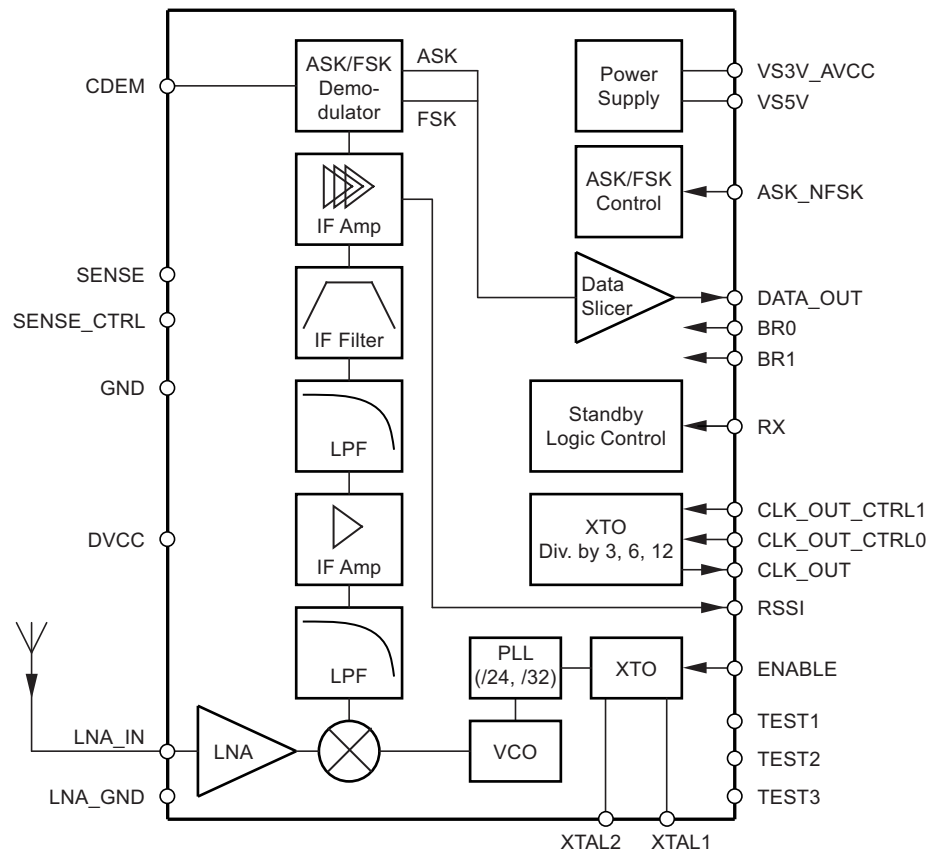 CDEM
SENSE
SENSE_CTRL
GND
DVCC
LNA_IN
LNA_GND
ASK/FSK
Demo-
dulator
ASK
FSK
IF Amp
IF Filter
LPF
IF Amp
LPF
LNA
PLL
(/24, /32)
VCO
XTO
Power
Supply
ASK/FSK
Control
Data
Slicer
Standby
Logic Control
XTO
Div. by 3, 6, 12
VS3V_AVCC
VS5V
ASK_NFSK
DATA_OUT
BR0
BR1
RX
CLK_OUT_CTRL1
CLK_OUT_CTRL0
CLK_OUT
RSSI
ENABLE
TEST1
TEST2
TEST3
XTAL2
XTAL1